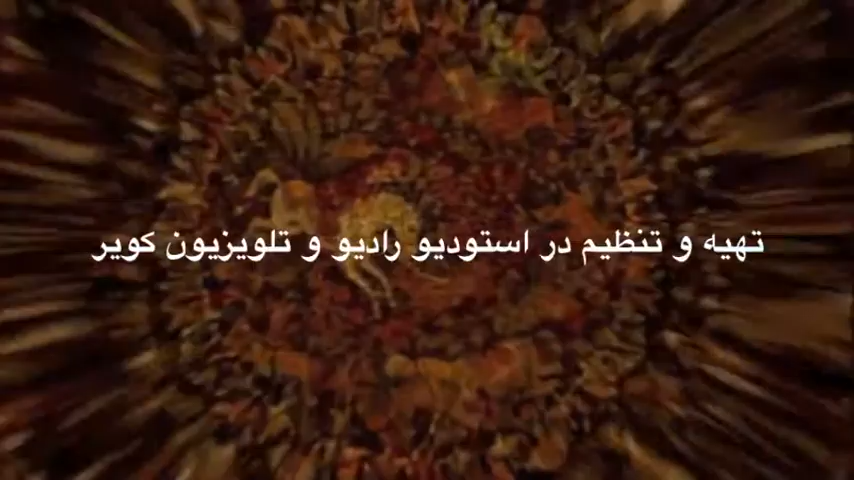 تهیه و تنظیم در استودیو رادیو و تلویزیون کویر